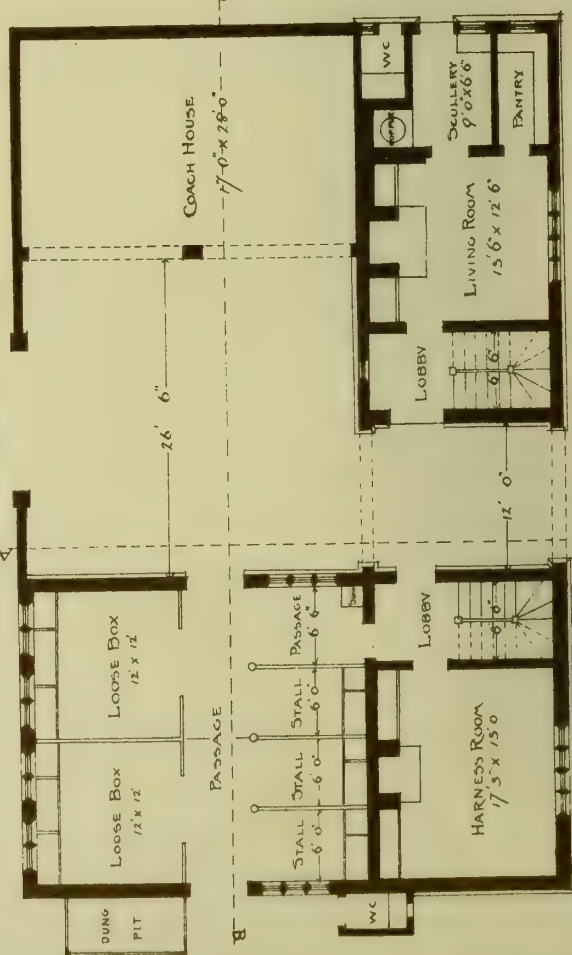 COACH HOUSE
17'-0" × 28'-0"
WC
COPPER
SCULLERY
9'0" × 6'6"
PANTRY
LIVING ROOM
13'6" × 12'6"
LOBBY
6' 6"
26' 6"
12' 0"
A
LOOSE BOX
12' × 12'
LOOSE BOX
12' × 12'
DUNG
PIT
PASSAGE
B
STALL STALL STALL PASSAGE
6' 0" 6' 0" 6' 0" 6' 6"
LOBBY
6' 0"
HARNESS ROOM
17' 3" × 15' 0
WC